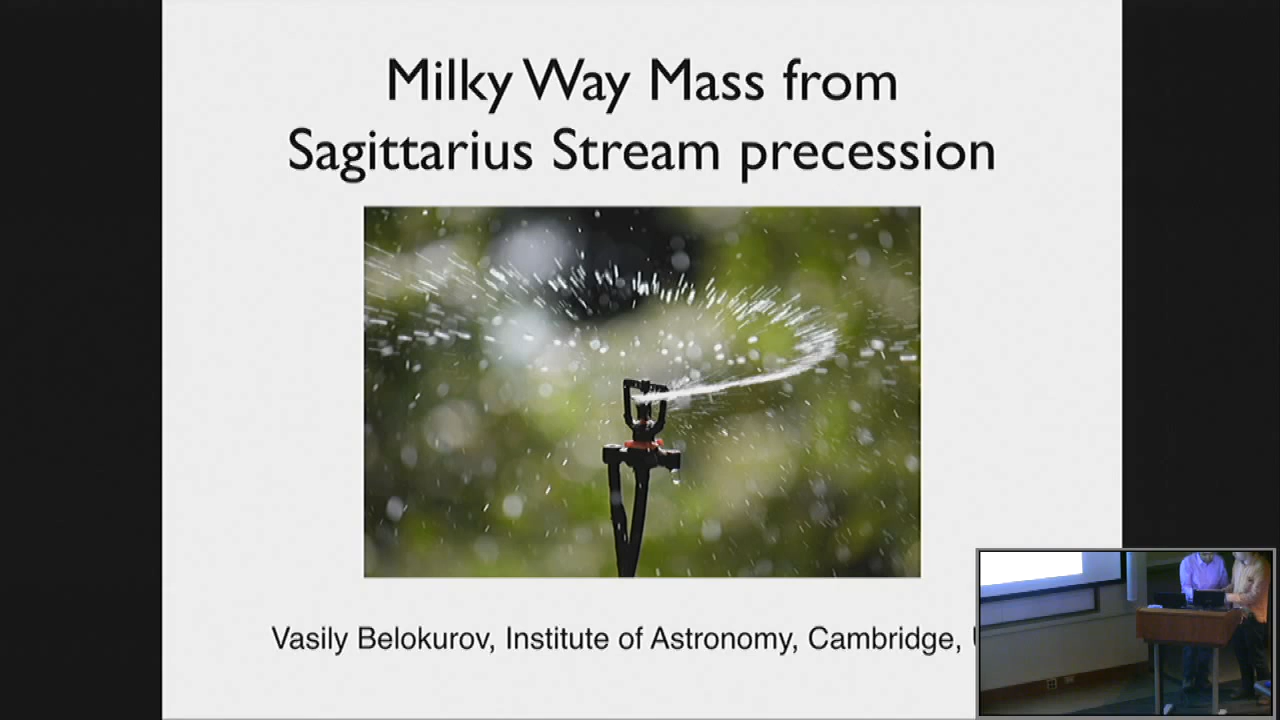 Milky Way Mass from
Sagittarius Stream precession
Vasily Belokurov, Institute of Astronomy, Cambridge,